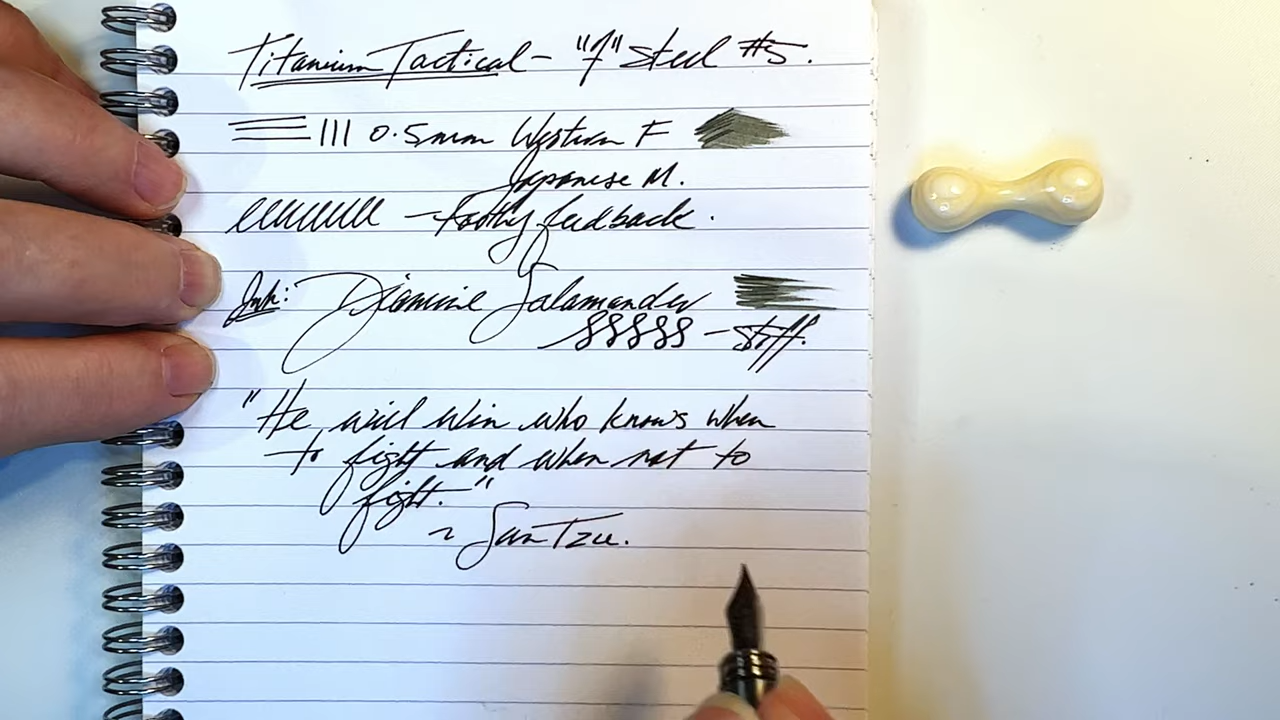 Titanium Tactical - "f" Steel #5.
0.5mm Western F
Japanese M.
- Toothy feedback.
Ink: Diamine Salamander
- Stiff.
"He will win who knows when
to fight and when not to
fight."
~ Sun Tzu.